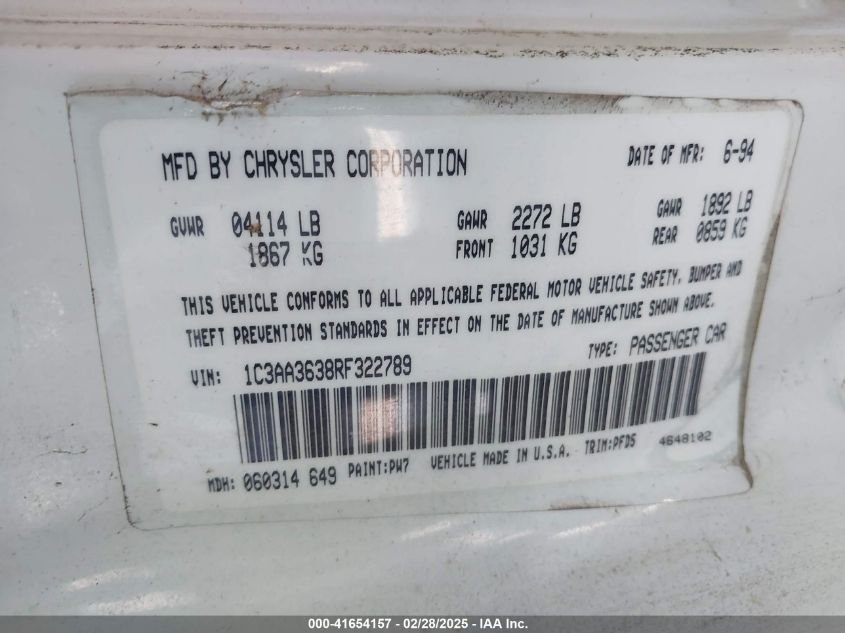 MFD BY CHRYSLER CORPORATION DATE OF MFR: 6-94
GVWR 04114 LB GAWR 2272 LB GAWR 1892 LB
1867 KG FRONT 1031 KG REAR 0859 KG
THIS VEHICLE CONFORMS TO ALL APPLICABLE FEDERAL MOTOR VEHICLE SAFETY, BUMPER AND
THEFT PREVENTION STANDARDS IN EFFECT ON THE DATE OF MANUFACTURE SHOWN ABOVE.
VIN: 1C3AA3638RF322789 TYPE: PASSENGER CAR
MDH: 060314 649 PAINT:PW7 VEHICLE MADE IN U.S.A. TRIM:PFD5 4648102
000-41654157 - 02/28/2025 - IAA Inc.